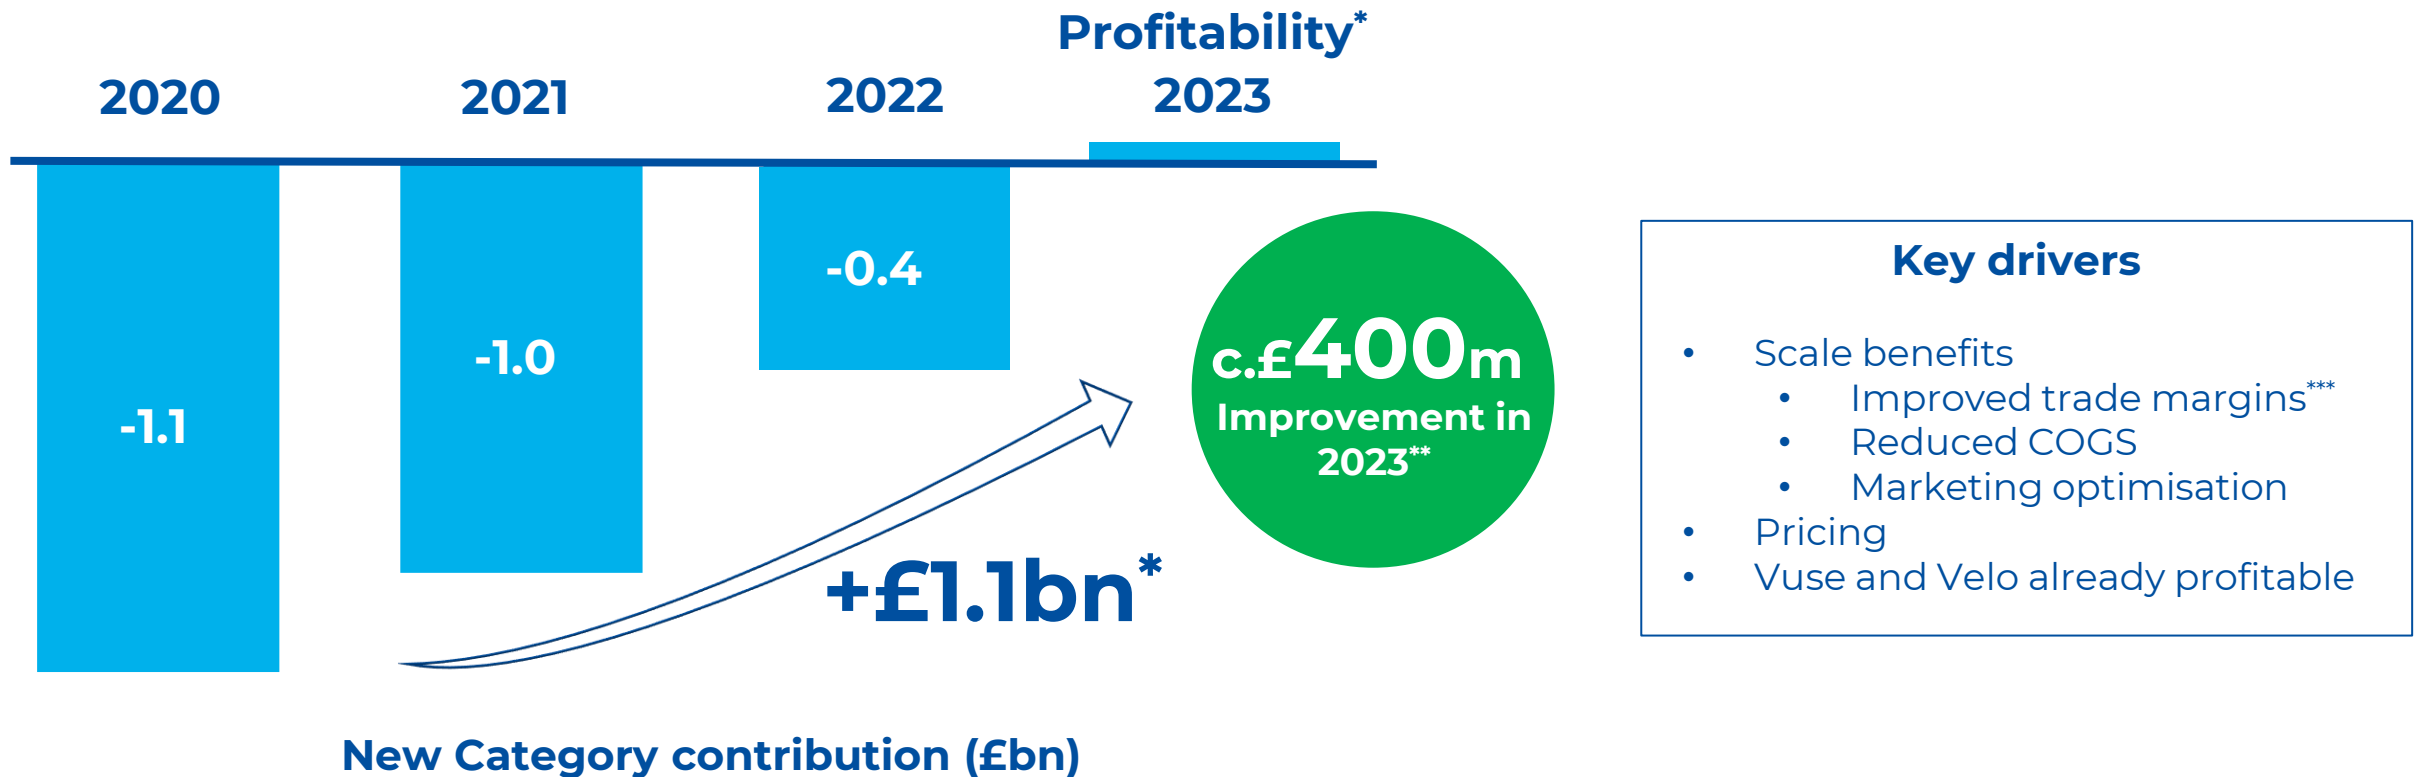 Profitability*
2020
2021
2022
2023
-1.1
-1.0
-0.4
c.£400m
Improvement in
2023**
+£1.1bn*
New Category contribution (£bn)
Key drivers
• Scale benefits
• Improved trade margins***
• Reduced COGS
• Marketing optimisation
• Pricing
• Vuse and Velo already profitable